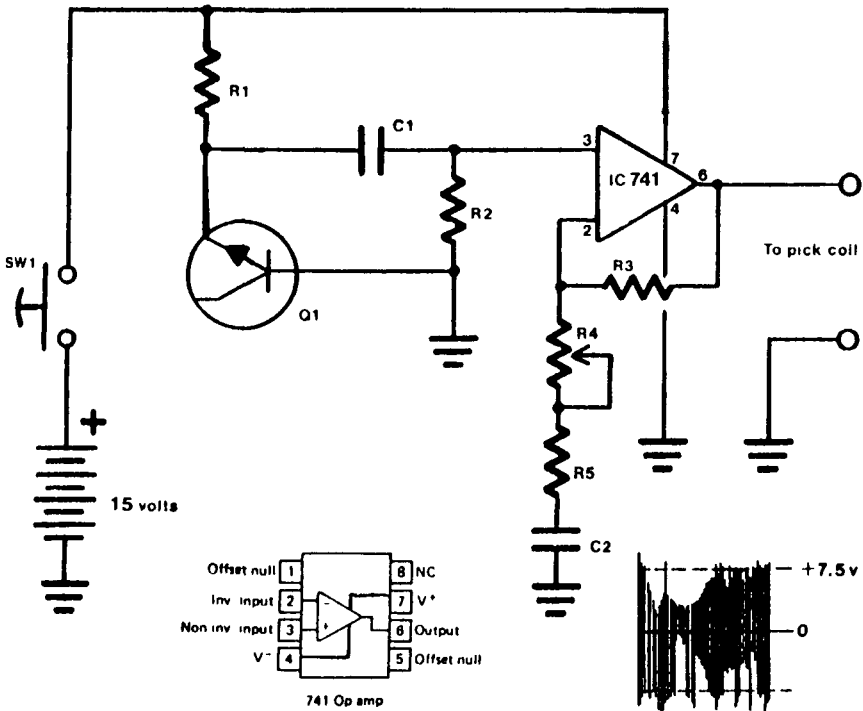 R1
C1
3
7
6
IC 741
4
R2
2
To pick coil
SW1
R3
Q1
R4
+
R5
15 volts
C2
Offset null 1
8 NC
+7.5v
Inv input 2
7 V+
-
Non inv input 3
+
6 Output
0
V- 4
5 Offset null
741 Op amp